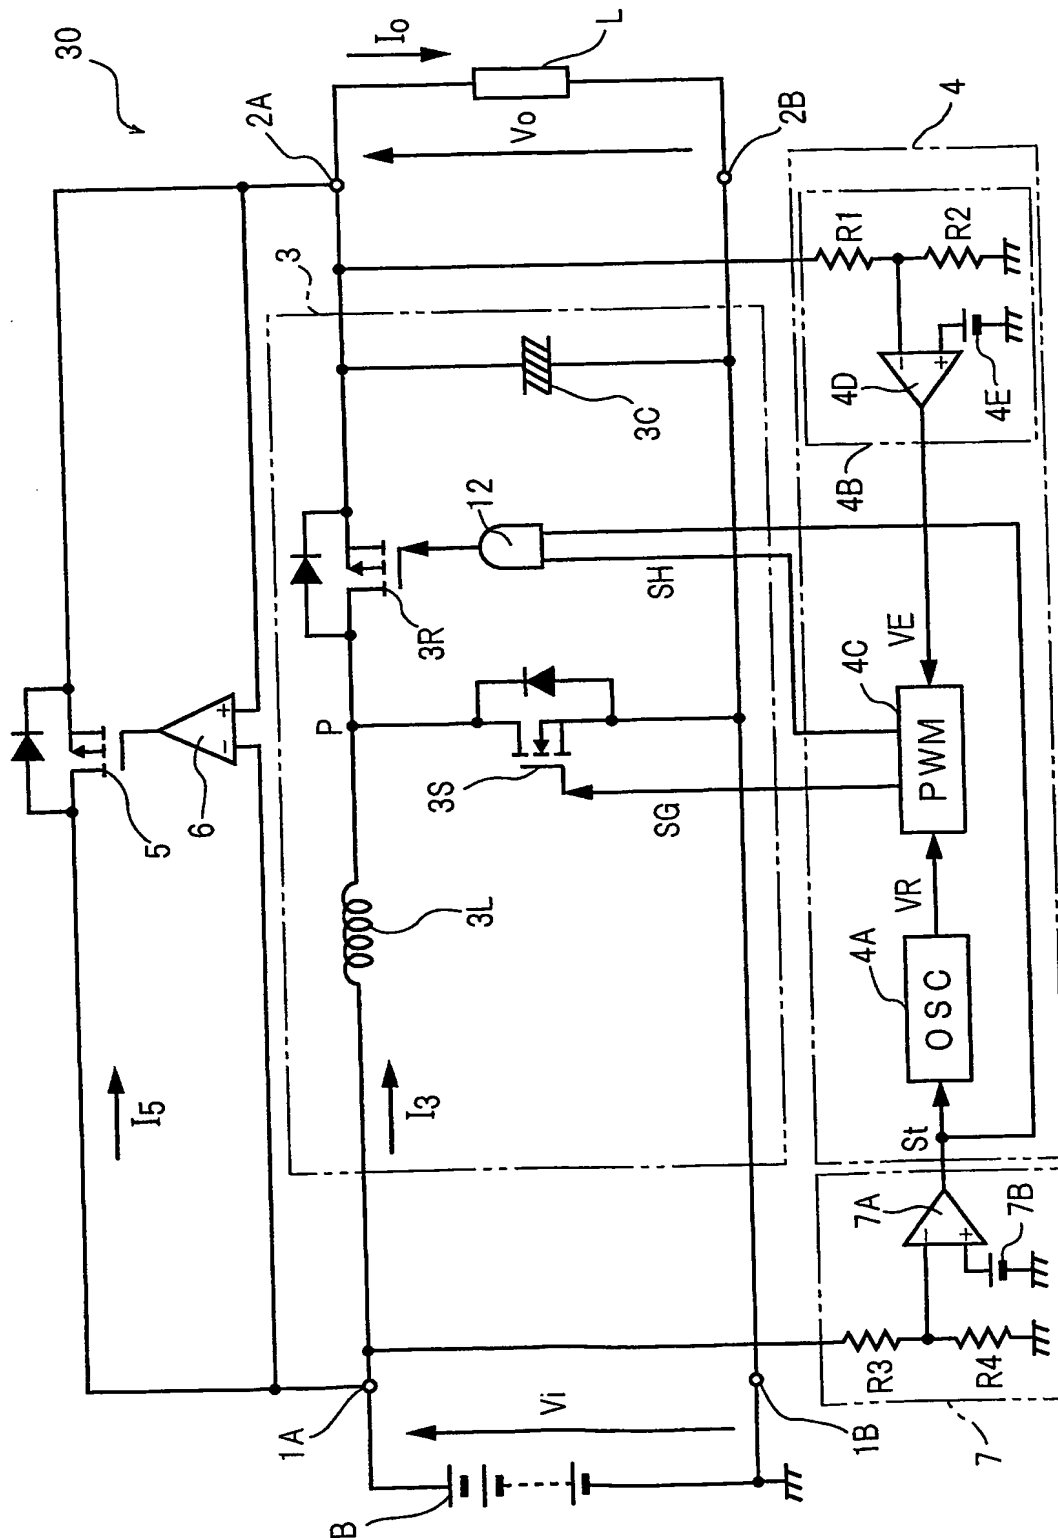 30
5
6
I5
2A
Io
L
Vo
2B
3
3R
12
3C
P
3S
3L
I3
SH
SG
1A
Vi
B
1B
4
R1
R2
4D
4E
4B
VE
4C
PWM
VR
4A
OSC
St
7A
7B
R3
R4
7
−
+
−
+
−
+